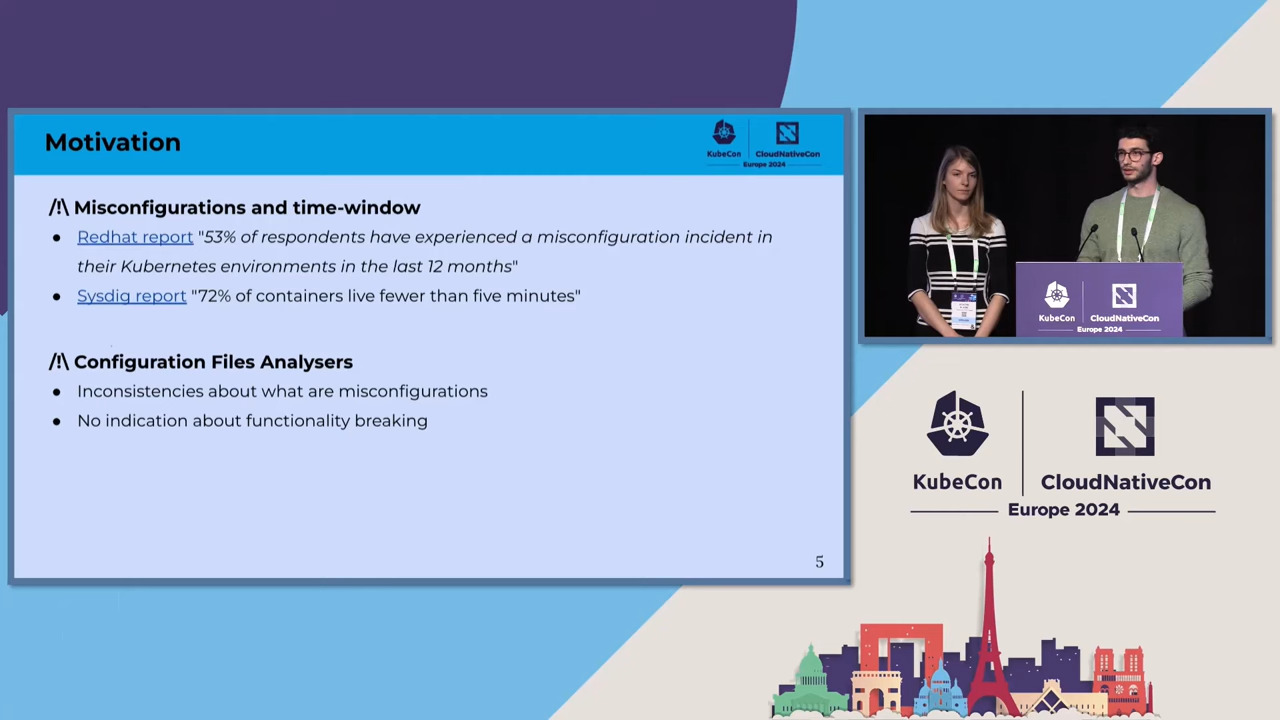 Motivation
KubeCon
CloudNativeCon
Europe 2024
/!\ Misconfigurations and time-window
● Redhat report "53% of respondents have experienced a misconfiguration incident in
their Kubernetes environments in the last 12 months"
● Sysdig report "72% of containers live fewer than five minutes"
/!\ Configuration Files Analysers
● Inconsistencies about what are misconfigurations
● No indication about functionality breaking
5
KubeCon
CloudNativeCon
Europe 2024
KubeCon
CloudNativeCon
Europe 2024